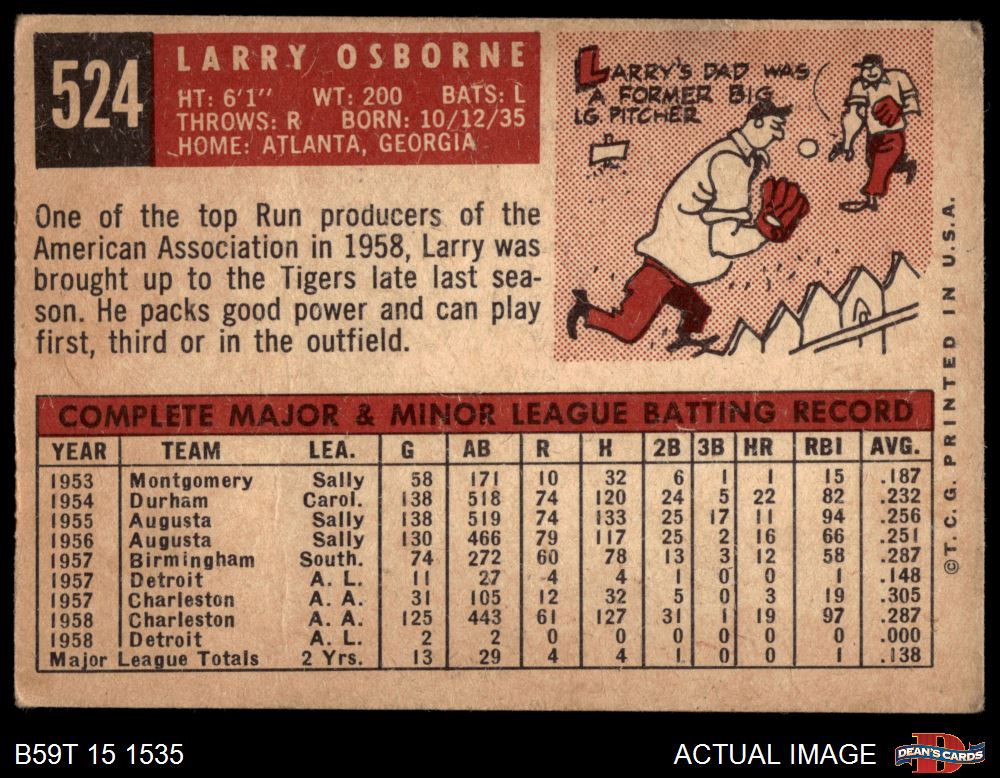 524
LARRY OSBORNE
HT: 6'1" WT: 200 BATS: L
THROWS: R BORN: 10/12/35
HOME: ATLANTA, GEORGIA
LARRY'S DAD WAS
A FORMER BIG
LG PITCHER
One of the top Run producers of the
American Association in 1958, Larry was
brought up to the Tigers late last sea-
son. He packs good power and can play
first, third or in the outfield.
COMPLETE MAJOR & MINOR LEAGUE BATTING RECORD
YEAR TEAM LEA. G AB R H 2B 3B HR RBI AVG.
1953 Montgomery Sally 58 171 10 32 6 1 1 15 .187
1954 Durham Carol. 138 518 74 120 24 5 22 82 .232
1955 Augusta Sally 138 519 74 133 25 17 11 94 .256
1956 Augusta Sally 130 466 79 117 25 2 16 66 .251
1957 Birmingham South. 74 272 60 78 13 3 12 58 .287
1957 Detroit A. L. 11 27 4 4 1 0 0 1 .148
1957 Charleston A. A. 31 105 12 32 5 0 3 19 .305
1958 Charleston A. A. 125 443 61 127 31 1 19 97 .287
1958 Detroit A. L. 2 2 0 0 0 0 0 0 .000
Major League Totals 2 Yrs. 13 29 4 4 1 0 0 1 .138
©T. C. G. PRINTED IN U.S.A.
B59T 15 1535
ACTUAL IMAGE
DEAN'S CARDS